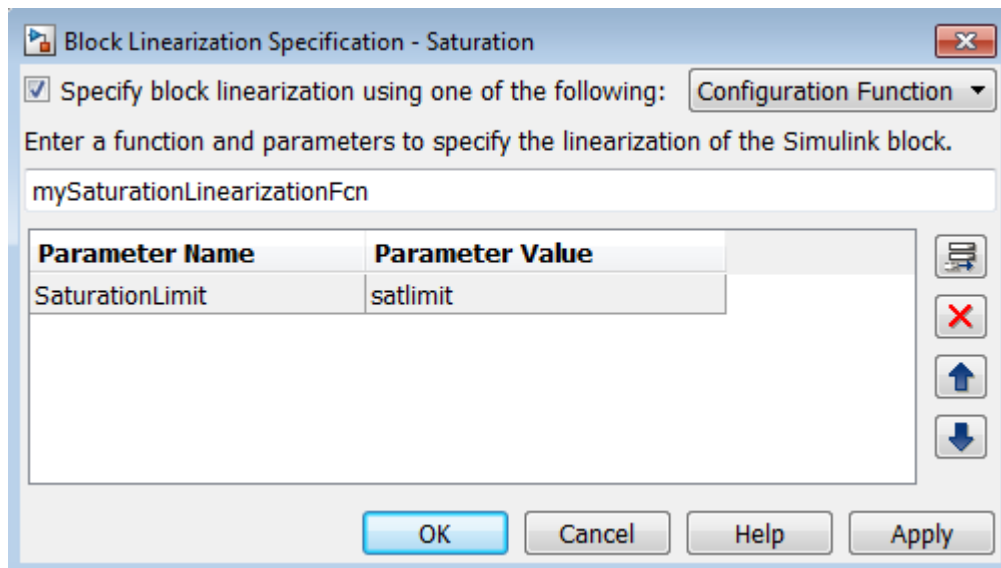 Block Linearization Specification - Saturation
Specify block linearization using one of the following: Configuration Function
Enter a function and parameters to specify the linearization of the Simulink block.
mySaturationLinearizationFcn
Parameter Name Parameter Value
SaturationLimit satlimit
OK Cancel Help Apply